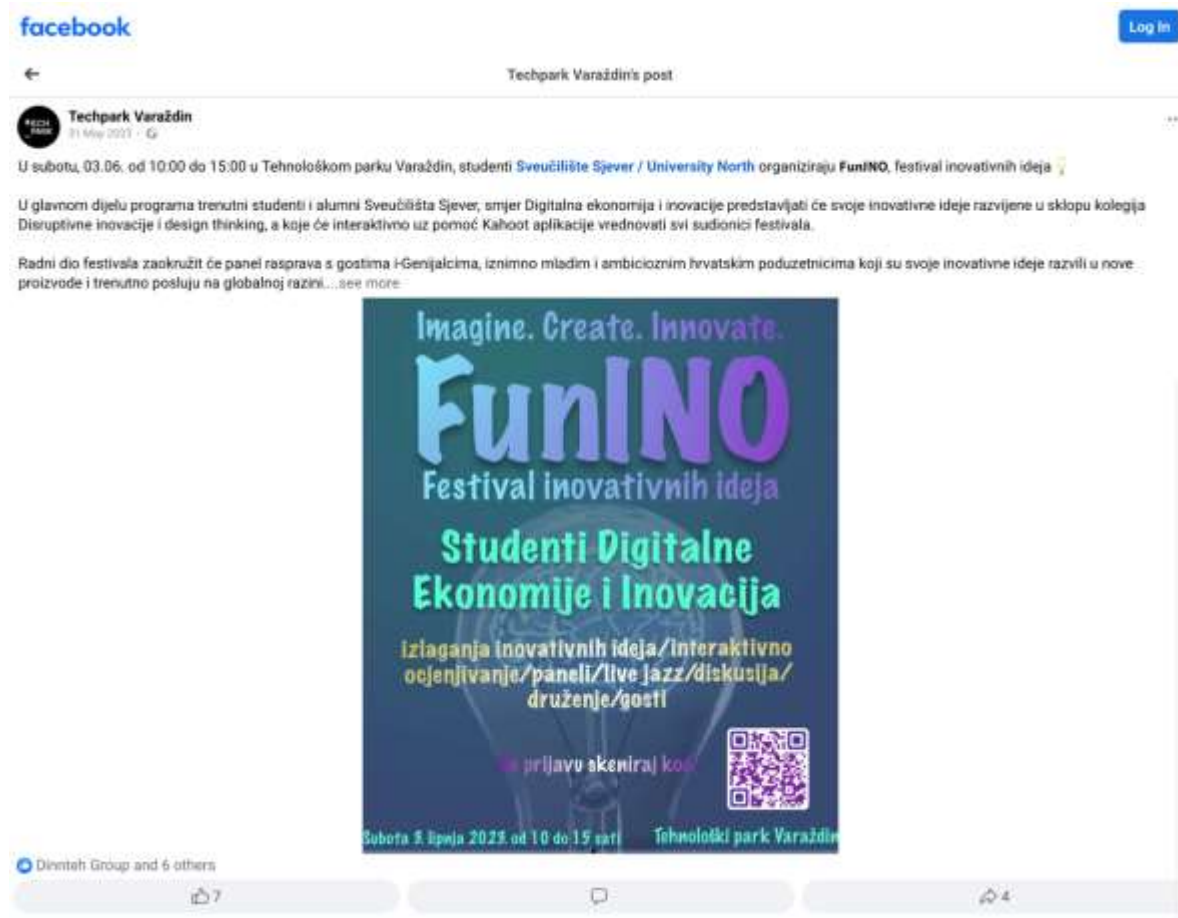 facebook
Log in
Techpark Varaždin's post
TECH
PARK
Techpark Varaždin
31 May 2023
U subotu, 03.06. od 10:00 do 15:00 u Tehnološkom parku Varaždin, studenti Sveučilište Sjever / University North organiziraju FunINO, festival inovativnih ideja
U glavnom dijelu programa trenutni studenti i alumni Sveučilišta Sjever, smjer Digitalna ekonomija i inovacije predstavljati će svoje inovativne ideje razvijene u sklopu kolegija
Disruptivne inovacije i design thinking, a koje će interaktivno uz pomoć Kahoot aplikacije vrednovati svi sudionici festivala.
Radni dio festivala zaokružit će panel rasprava s gostima i-Genijalcima, iznimno mladim i ambicioznim hrvatskim poduzetnicima koji su svoje inovativne ideje razvili u nove
proizvode i trenutno posluju na globalnoj razini....see more
Imagine. Create. Innovate.
FunINO
Festival inovativnih ideja
Studenti Digitalne
Ekonomije i Inovacija
izlaganja inovativnih ideja/interaktivno
ocjenjivanje/paneli/live jazz/diskusija/
druženje/gosti
prijavu skeniraj kod
Subota 3. lipnja 2023. od 10 do 15 sati
Tehnološki park Varaždin
Dinnteh Group and 6 others
7
4